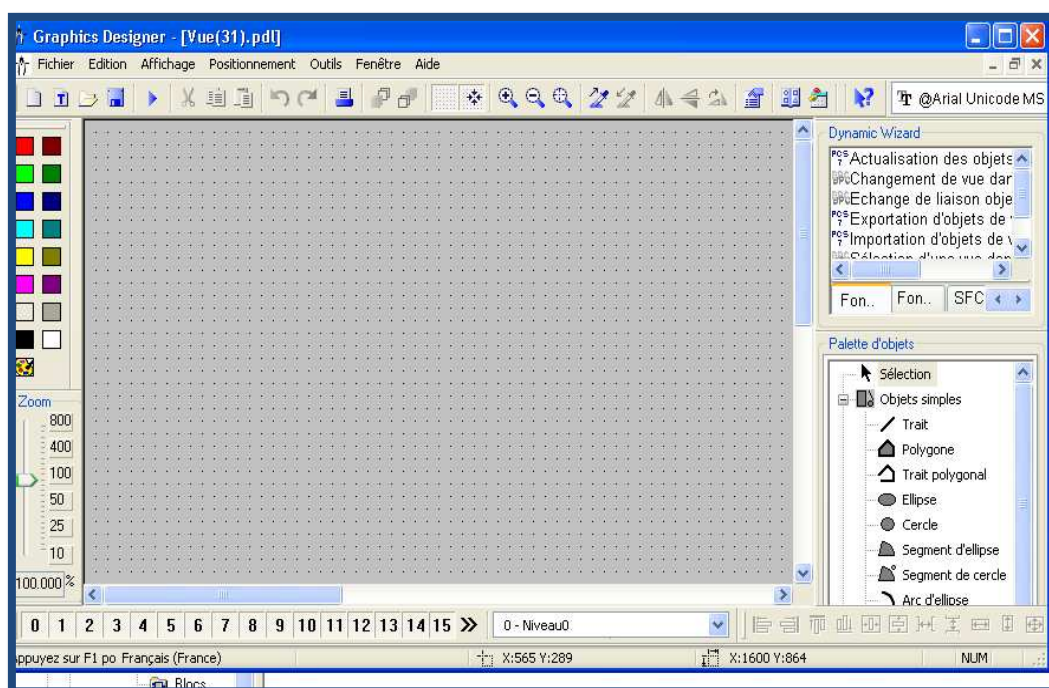 Graphics Designer - [Vue(31).pdl]
Fichier Edition Affichage Positionnement Outils Fenêtre Aide
@Arial Unicode MS
Dynamic Wizard
Actualisation des objets
Changement de vue dar
Echange de liaison obje
Exportation d'objets de
Importation d'objets de v
Sélection d'une vue dan
Fon.. Fon.. SFC
Palette d'objets
Sélection
Objets simples
Trait
Polygone
Trait polygonal
Ellipse
Cercle
Segment d'ellipse
Segment de cercle
Arc d'ellipse
Zoom
800
400
100
50
25
10
100.000 %
0 1 2 3 4 5 6 7 8 9 10 11 12 13 14 15
0 - Niveau0
ppuyez sur F1 po Français (France) X:565 Y:289 X:1600 Y:864 NUM
Blocs